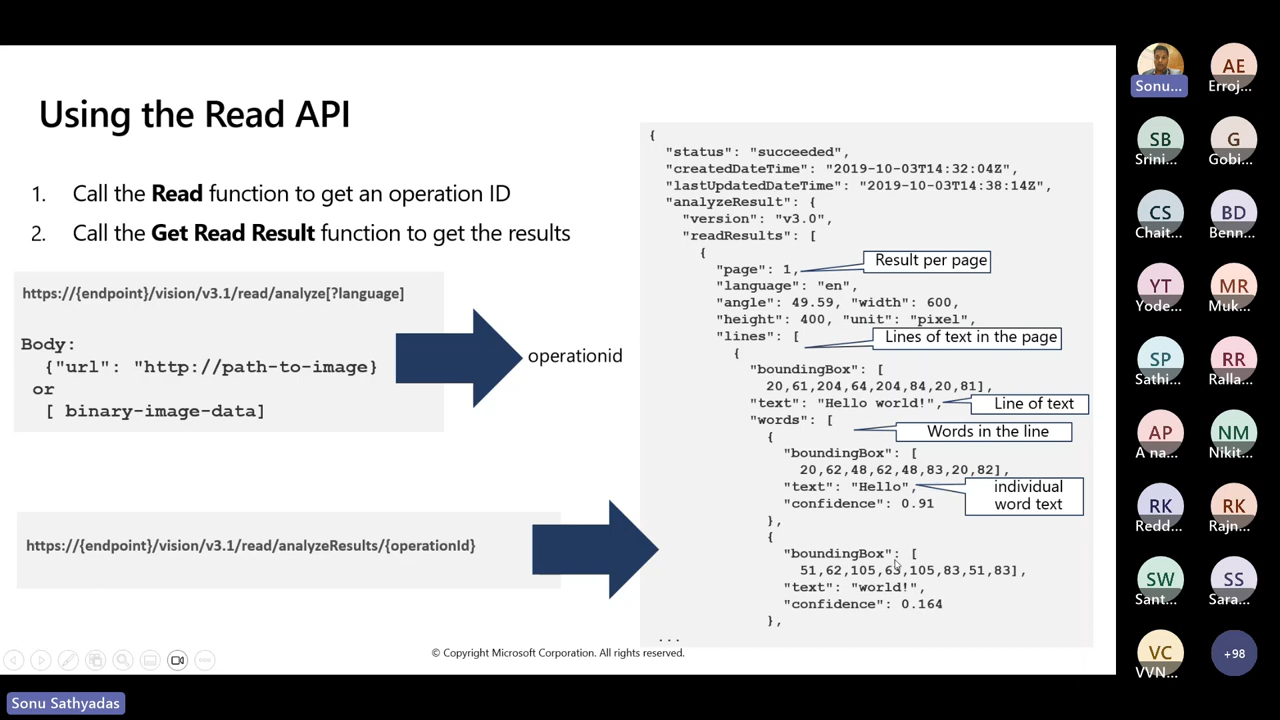 Using the Read API
1. Call the Read function to get an operation ID
2. Call the Get Read Result function to get the results
https://{endpoint}/vision/v3.1/read/analyze[?language]
Body:
{"url": "http://path-to-image}
or
[ binary-image-data]
operationid
https://{endpoint}/vision/v3.1/read/analyzeResults/{operationId}
{
"status": "succeeded",
"createdDateTime": "2019-10-03T14:32:04Z",
"lastUpdatedDateTime": "2019-10-03T14:38:14Z",
"analyzeResult": {
"version": "v3.0",
"readResults": [
{
"page": 1,
Result per page
"language": "en",
"angle": 49.59, "width": 600,
"height": 400, "unit": "pixel",
"lines": [
Lines of text in the page
{
"boundingBox": [
20,61,204,64,204,84,20,81],
"text": "Hello world!",
Line of text
"words": [
Words in the line
{
"boundingBox": [
20,62,48,62,48,83,20,82],
"text": "Hello",
individual
word text
"confidence": 0.91
},
{
"boundingBox": [
51,62,105,63,105,83,51,83],
"text": "world!",
"confidence": 0.164
},
...
© Copyright Microsoft Corporation. All rights reserved.
Sonu Sathyadas
Sonu...
AE
Erroj...
SB
Srini...
G
Gobi...
CS
Chait...
BD
Benn...
YT
Yode...
MR
Muk...
SP
Sathi...
RR
Ralla...
AP
A na...
NM
Nikit...
RK
Redd...
RK
Rajn...
SW
Sant...
SS
Sara...
VC
VVN...
+98